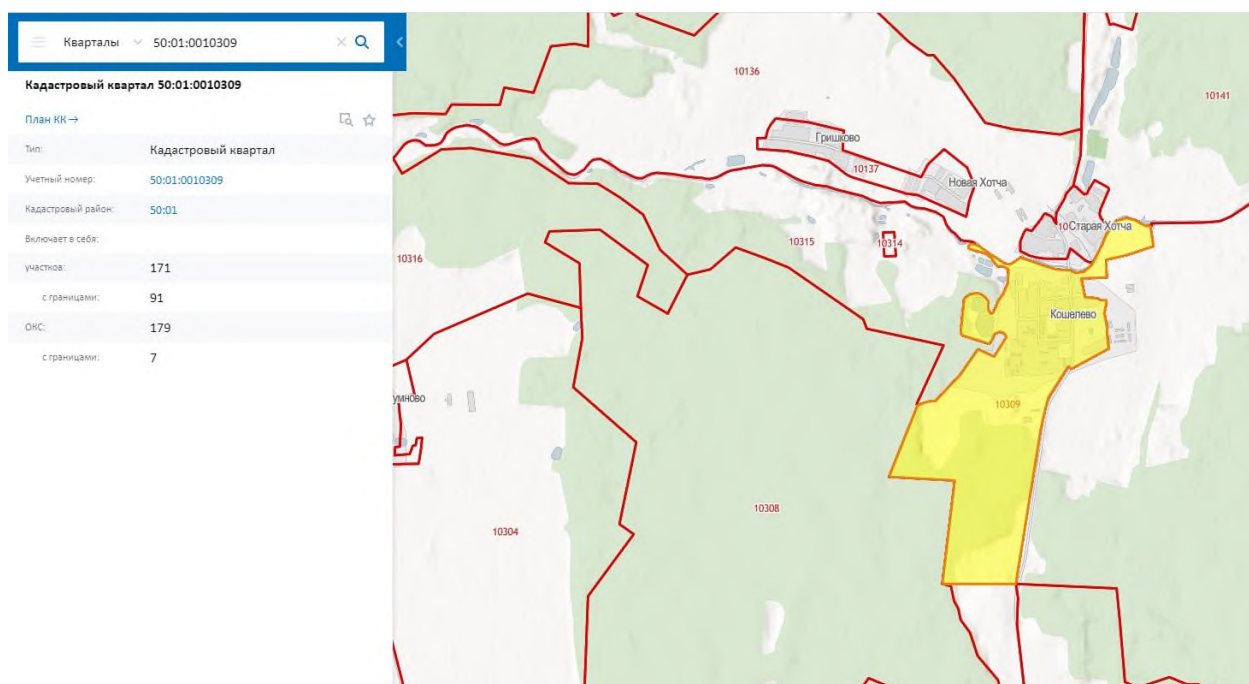 Кварталы 50:01:0010309
Кадастровый квартал 50:01:0010309
План КК →
Тип: Кадастровый квартал
Учетный номер: 50:01:0010309
Кадастровый район: 50:01
Включает в себя:
участков: 171
с границами: 91
ОКС: 179
с границами: 7
10136
10141
Гришково
10137
Новая Хотча
10 Старая Хотча
10315
10314
10316
Кошелево
умново
10309
10308
10304